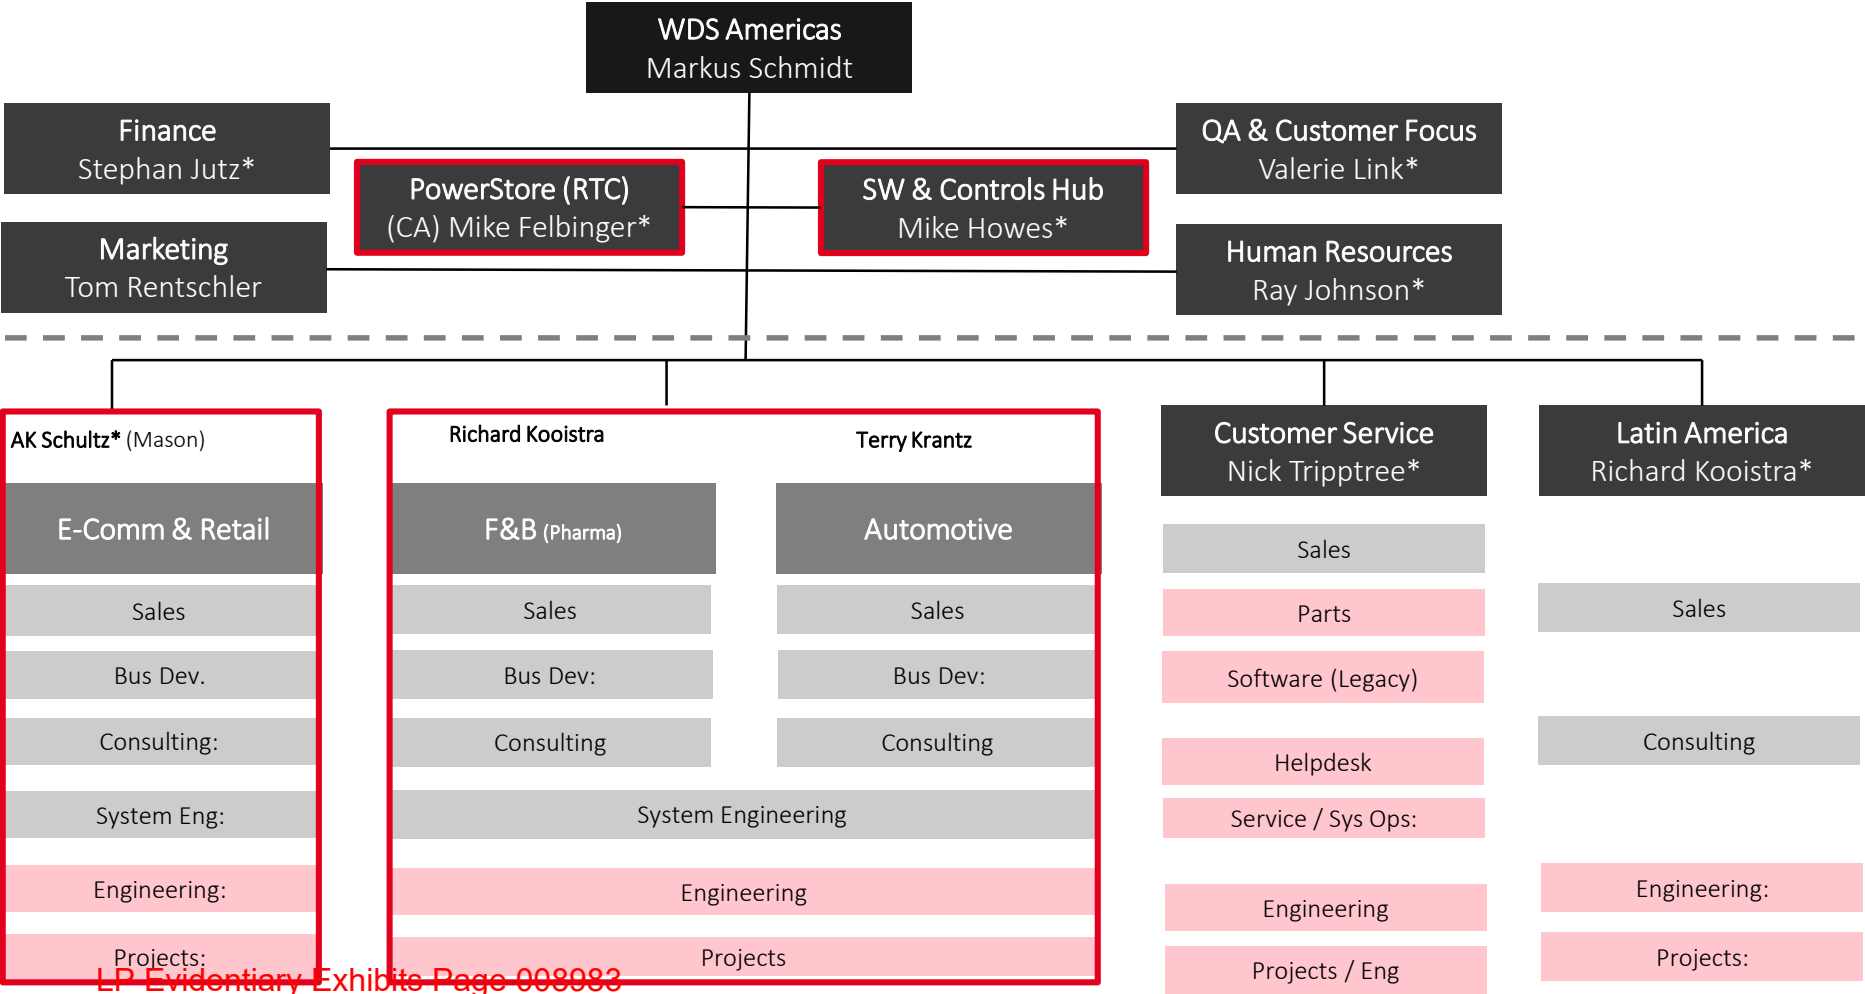 WDS Americas
Markus Schmidt
Finance
Stephan Jutz*
QA & Customer Focus
Valerie Link*
PowerStore (RTC)
(CA) Mike Felbinger*
SW & Controls Hub
Mike Howes*
Marketing
Tom Rentschler
Human Resources
Ray Johnson*
AK Schultz* (Mason)
E-Comm & Retail
Sales
Bus Dev.
Consulting:
System Eng:
Engineering:
Projects:
Richard Kooistra
Terry Krantz
F&B (Pharma)
Automotive
Sales
Sales
Bus Dev:
Bus Dev:
Consulting
Consulting
System Engineering
Engineering
Projects
Customer Service
Nick Tripptree*
Sales
Parts
Software (Legacy)
Helpdesk
Service / Sys Ops:
Engineering
Projects / Eng
Latin America
Richard Kooistra*
Sales
Consulting
Engineering:
Projects:
LP Evidentiary Exhibits Page 008983